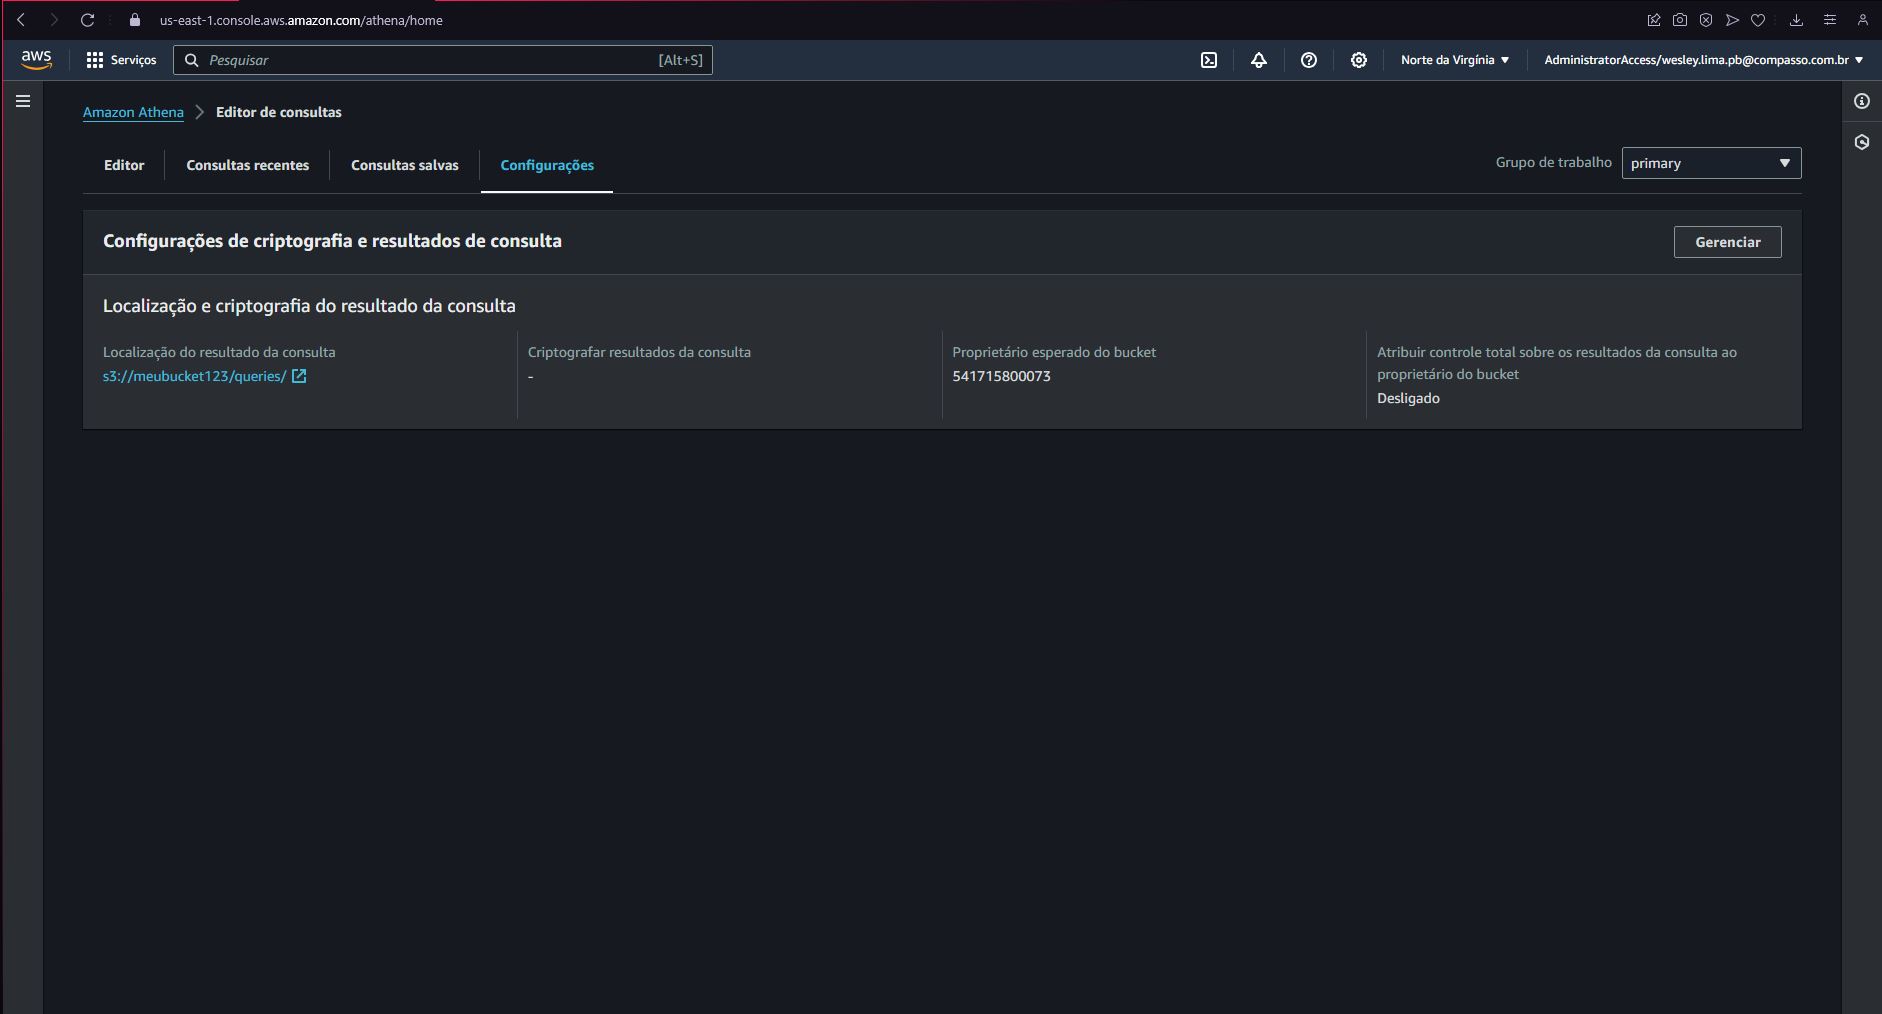 us-east-1.console.aws.amazon.com/athena/home
aws
Serviços
Pesquisar
[Alt+S]
Norte da Virgínia
AdministratorAccess/wesley.lima.pb@compasso.com.br
Amazon Athena
Editor de consultas
Editor
Consultas recentes
Consultas salvas
Configurações
Grupo de trabalho
primary
Configurações de criptografia e resultados de consulta
Gerenciar
Localização e criptografia do resultado da consulta
Localização do resultado da consulta
s3://meubucket123/queries/
Criptografar resultados da consulta
-
Proprietário esperado do bucket
541715800073
Atribuir controle total sobre os resultados da consulta ao
proprietário do bucket
Desligado